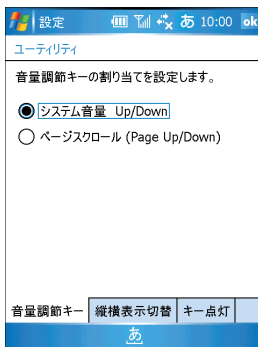 設定 あ 10:00 ok
ユーティリティ
音量調節キーの割り当てを設定します。
システム音量 Up/Down
ページスクロール (Page Up/Down)
音量調節キー 縦横表示切替 キー点灯
あ